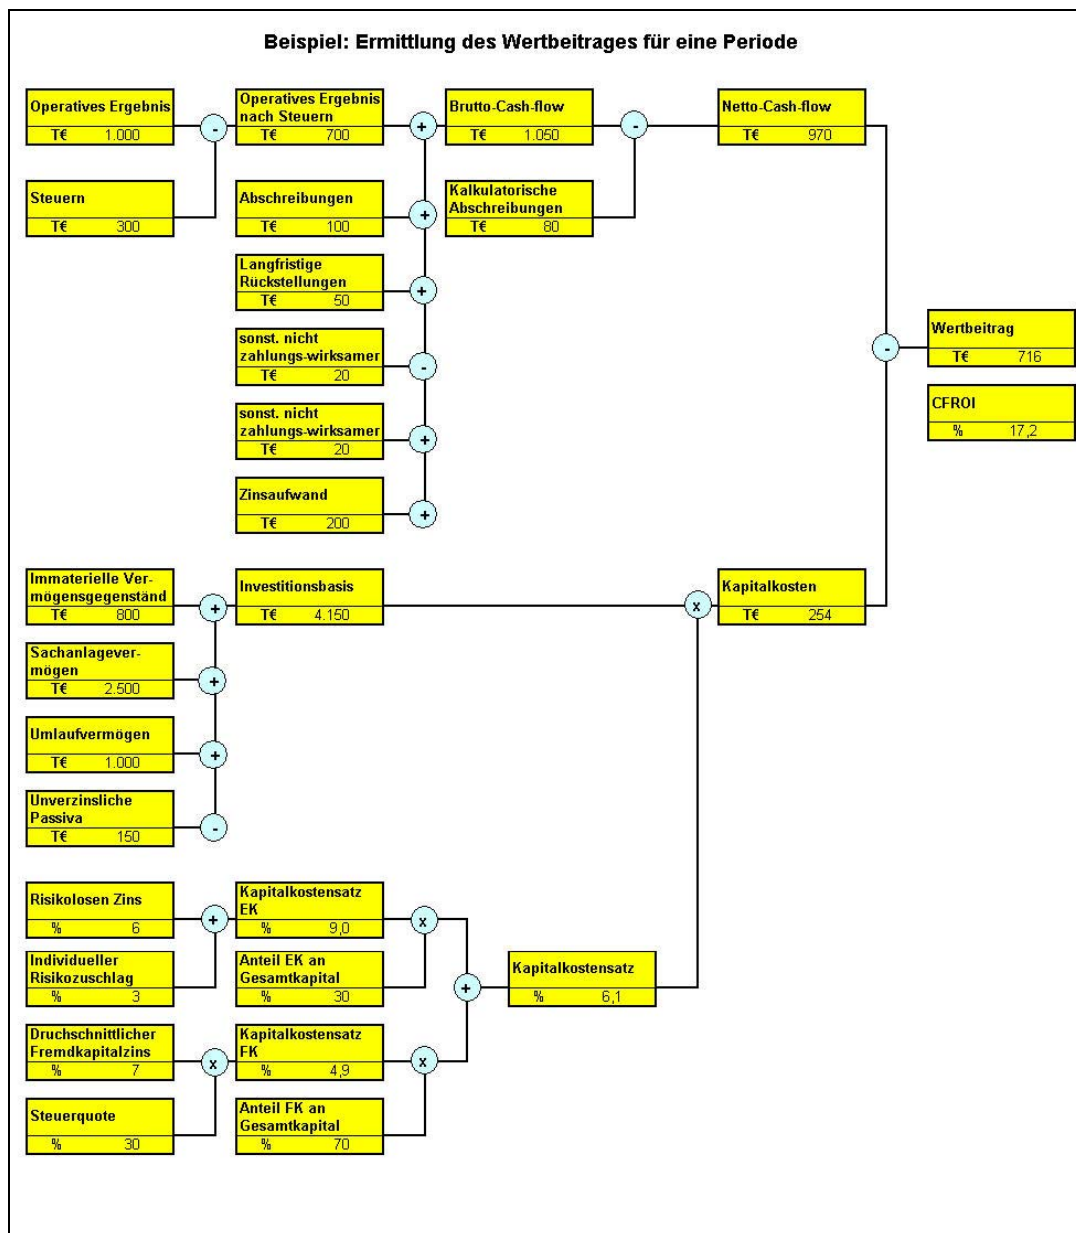 Beispiel: Ermittlung des Wertbeitrages für eine Periode
Operatives Ergebnis
T€ 1.000
-
Operatives Ergebnis
nach Steuern
T€ 700
+
Brutto-Cash-flow
T€ 1.050
-
Netto-Cash-flow
T€ 970
Steuern
T€ 300
Abschreibungen
T€ 100
+
Kalkulatorische
Abschreibungen
T€ 80
Langfristige
Rückstellungen
T€ 50
+
sonst. nicht
zahlungs-wirksamer
T€ 20
-
-
Wertbeitrag
T€ 716
CFROI
% 17,2
sonst. nicht
zahlungs-wirksamer
T€ 20
+
Zinsaufwand
T€ 200
+
Immaterielle Ver-
mögensgegenständ
T€ 800
+
Investitionsbasis
T€ 4.150
x
Kapitalkosten
T€ 254
Sachanlagever-
mögen
T€ 2.500
+
Umlaufvermögen
T€ 1.000
+
Unverzinsliche
Passiva
T€ 150
-
Risikolosen Zins
% 6
+
Kapitalkostensatz
EK
% 9,0
x
Individueller
Risikozuschlag
% 3
Anteil EK an
Gesamtkapital
% 30
+
Kapitalkostensatz
% 6,1
Druchschnittlicher
Fremdkapitalzins
% 7
x
Kapitalkostensatz
FK
% 4,9
x
Steuerquote
% 30
Anteil FK an
Gesamtkapital
% 70